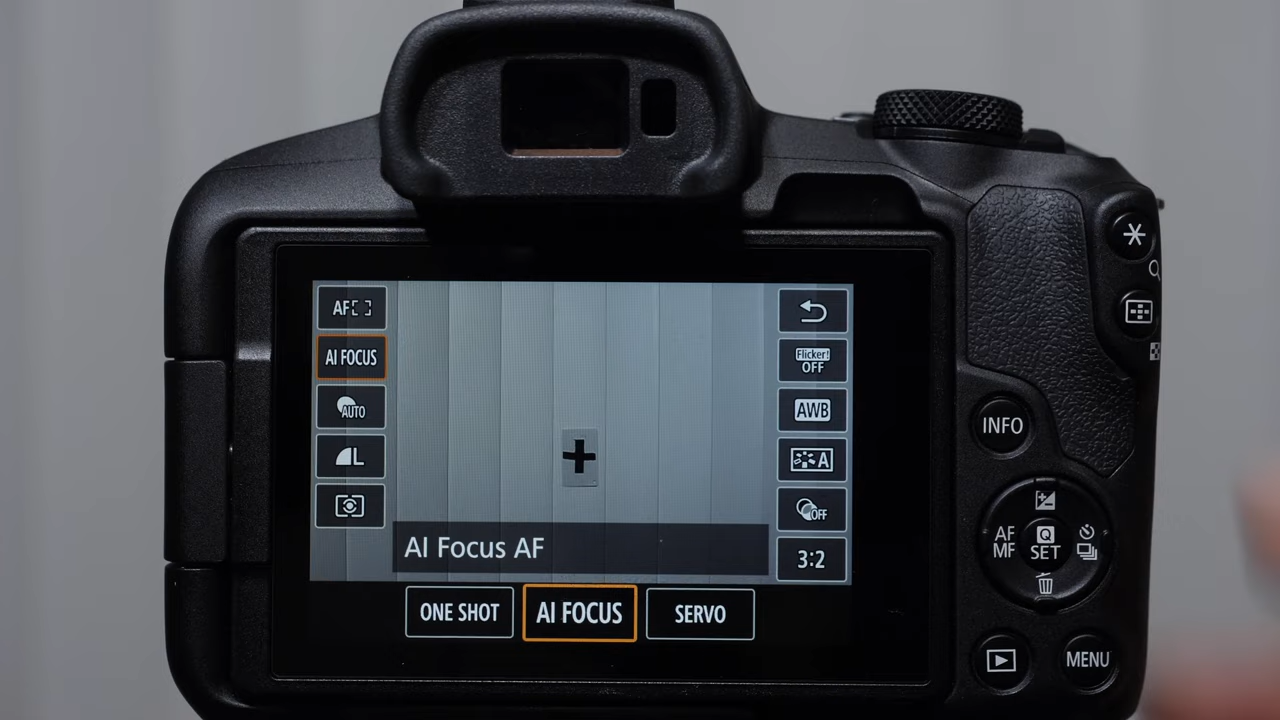 AF
AI FOCUS
AUTO
L
Flicker!
OFF
AWB
A
OFF
3:2
AI Focus AF
ONE SHOT
AI FOCUS
SERVO
INFO
AF
MF
Q
SET
MENU